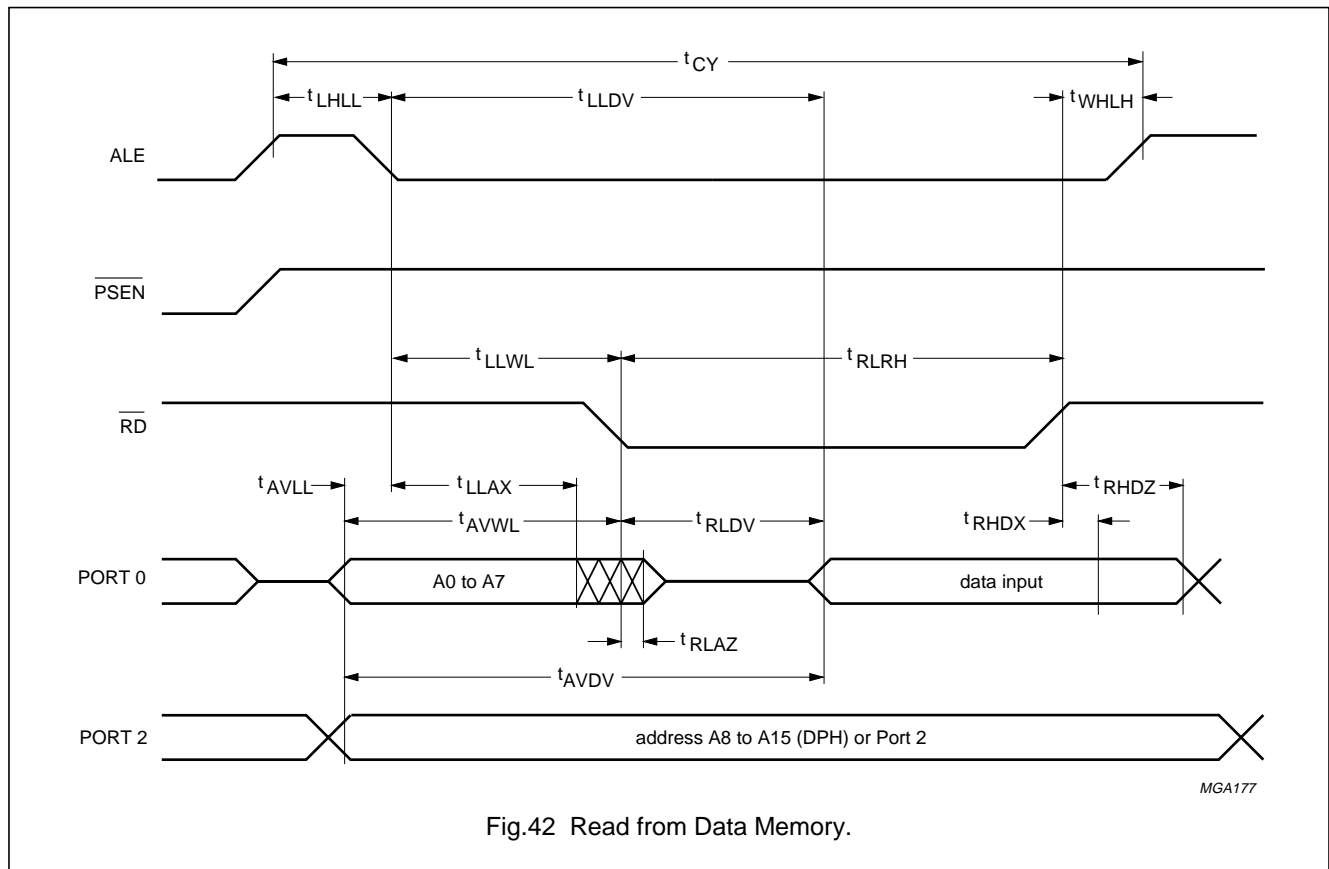 tCY
tLHLL
tLLDV
tWHLH
ALE
PSEN
tLLWL
tRLRH
RD
tAVLL
tLLAX
tRHDZ
tAVWL
tRLDV
tRHDX
PORT 0
A0 to A7
data input
tRLAZ
tAVDV
PORT 2
address A8 to A15 (DPH) or Port 2
MGA177
Fig.42 Read from Data Memory.